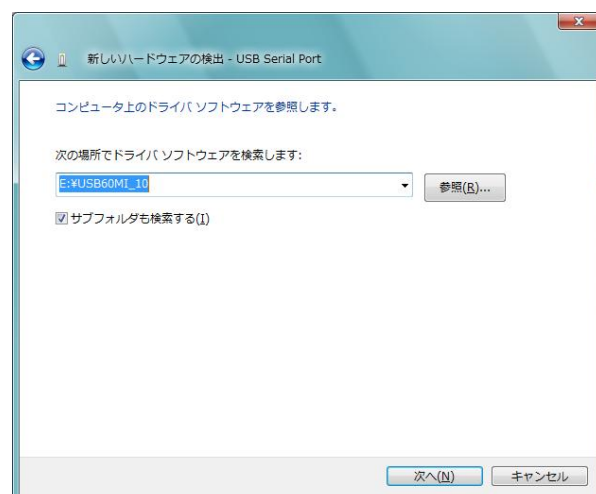 新しいハードウェアの検出 - USB Serial Port
コンピュータ上のドライバ ソフトウェアを参照します。
次の場所でドライバ ソフトウェアを検索します:
E:¥USB60MI_10
参照(R)...
サブフォルダも検索する(I)
次へ(N)
キャンセル